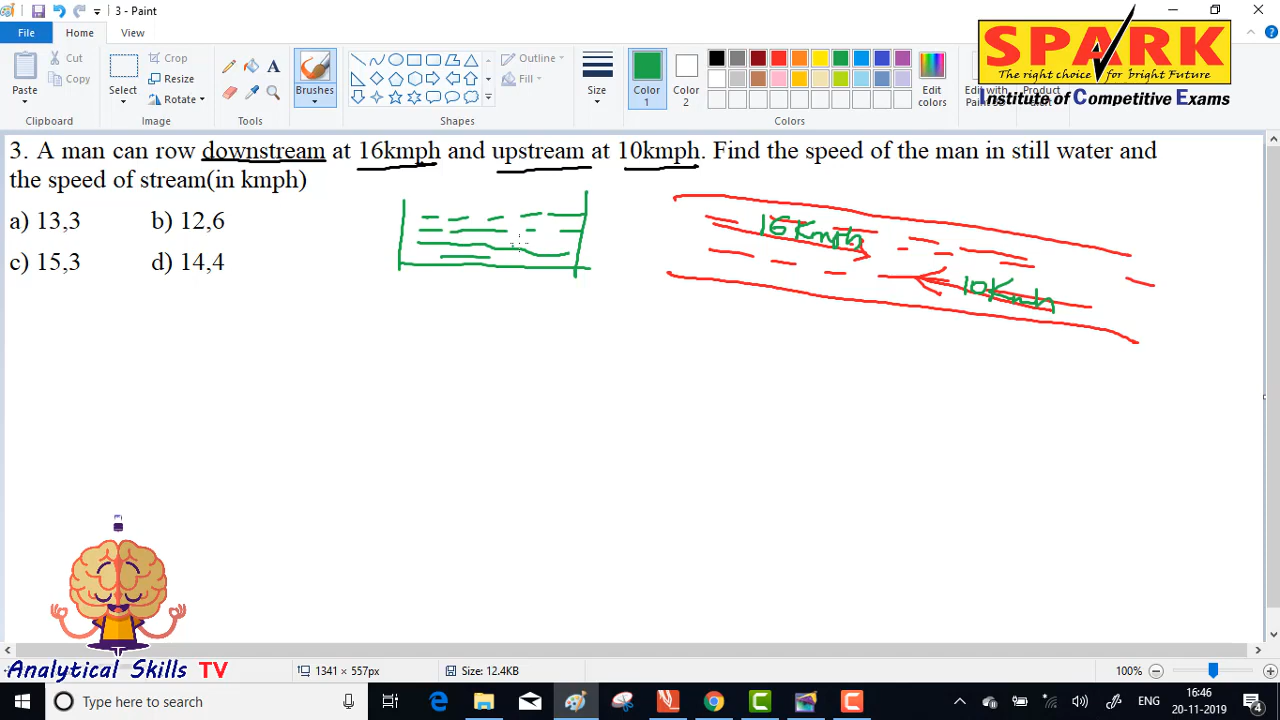 3 - Paint
File
Home
View
Paste
Cut
Copy
Clipboard
Select
Crop
Resize
Rotate
Image
A
Tools
Brushes
Outline
Fill
Shapes
Size
Color
1
Color
2
Edit
colors
Edit with
Colors
SPARK
The right choice for bright Future
Institute of Competitive Exams
3. A man can row downstream at 16kmph and upstream at 10kmph. Find the speed of the man in still water and
the speed of stream(in kmph)
a) 13,3 b) 12,6
c) 15,3 d) 14,4
16Kmph
10Kmh
Analytical Skills TV
1341 × 557px
Size: 12.4KB
100%
Type here to search
ENG
16:46
20-11-2019
4